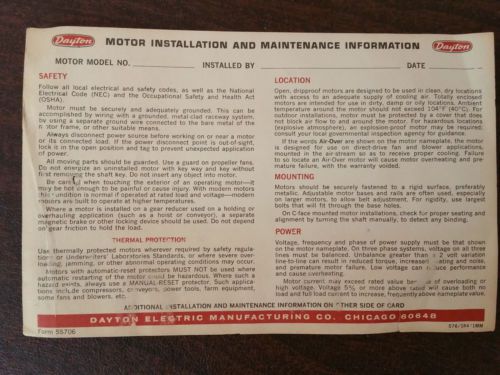 Dayton MOTOR INSTALLATION AND MAINTENANCE INFORMATION Dayton
MOTOR MODEL NO. INSTALLED BY DATE
SAFETY
Follow all local electrical and safety codes, as well as the National
Electrical Code (NEC) and the Occupational Safety and Health Act
(OSHA).
Motor must be securely and adequately grounded. This can be
accomplished by wiring with a grounded, metal-clad raceway system,
by using a separate ground wire connected to the bare metal of the
motor frame, or other suitable means.
Always disconnect power source before working on or near a motor
or its connected load. If the power disconnect point is out-of-sight,
lock it in the open position and tag to prevent unexpected application
of power.
All moving parts should be guarded. Use a guard on propeller fans.
Do not energize an uninstalled motor with key way and key without
first removing the shaft key. Do not insert any object into the motor.
Be careful when touching the exterior of an operating motor—it
may be hot enough to be painful or cause injury. With modern motors
this condition is normal if operated at rated load and voltage—modern
motors are built to operate at higher temperatures.
Where a motor is installed on a gear reducer used on a holding or
overhauling application (such as a hoist or conveyor), a separate
magnetic brake or other locking device should be used. Do not depend
on gear friction to hold the load.
THERMAL PROTECTION
Use thermally protected motors wherever required by safety regula-
tions or Underwriters' Laboratories Standards, or where severe over-
loading, jamming, or other abnormal operating conditions may occur.
Motors with automatic-reset protectors MUST NOT be used where
automatic restarting of the motor could be hazardous. Where such a
hazard exists, always use a MANUAL-RESET protector. Such applica-
tions include compressors, conveyors, power tools, farm equipment,
some fans and blowers, etc.
LOCATION
Open, dripproof motors are designed to be used in clean, dry locations
with access to an adequate supply of cooling air. Totally enclosed
motors are intended for use in dirty, damp or oily locations. Ambient
temperature around the motor should not exceed 104°F (40°C). For
outdoor installations, motor must be protected by a cover that does
not block air flow to and around the motor. For hazardous locations
(explosive atmosphere), an explosion-proof motor may be required;
consult your local governmental inspection agency for guidance.
If the words Air-Over are shown on the motor nameplate, the motor
is designed for use on direct-drive fan and blower applications,
mounted in the air stream to receive proper motor cooling. Failure
to so locate an Air-Over motor will cause motor overheating and pre-
mature failure, with the warranty voided.
MOUNTING
Motors should be securely fastened to a rigid surface, preferably
metallic. Adjustable motor bases and rails are often used, especially
on larger motors, to allow belt adjustment. For rigidity, use largest
bolts that will fit through the base mounting holes.
On C-face mounted motor installations, check for proper seating and
alignment by turning the shaft manually, to detect any binding.
POWER
Voltage, frequency and phase of power supply must be that shown
on the motor nameplate. On three phase systems, voltage on all three
lines must be balanced. Unbalance greater than ± 2 volt variation
line-to-line can result in reduced torque, increased rating and noise,
and premature motor failure. Low voltage can reduce performance
and cause overheating.
Motor current may exceed rated value because of overloading or
high voltage. Voltage 5% or more above rated will cause both no
load and full load current to increase, frequently above nameplate value.
ADDITIONAL INSTALLATION AND MAINTENANCE INFORMATION ON OTHER SIDE OF CARD
DAYTON ELECTRIC MANUFACTURING CO. CHICAGO 60648
Form 5S706